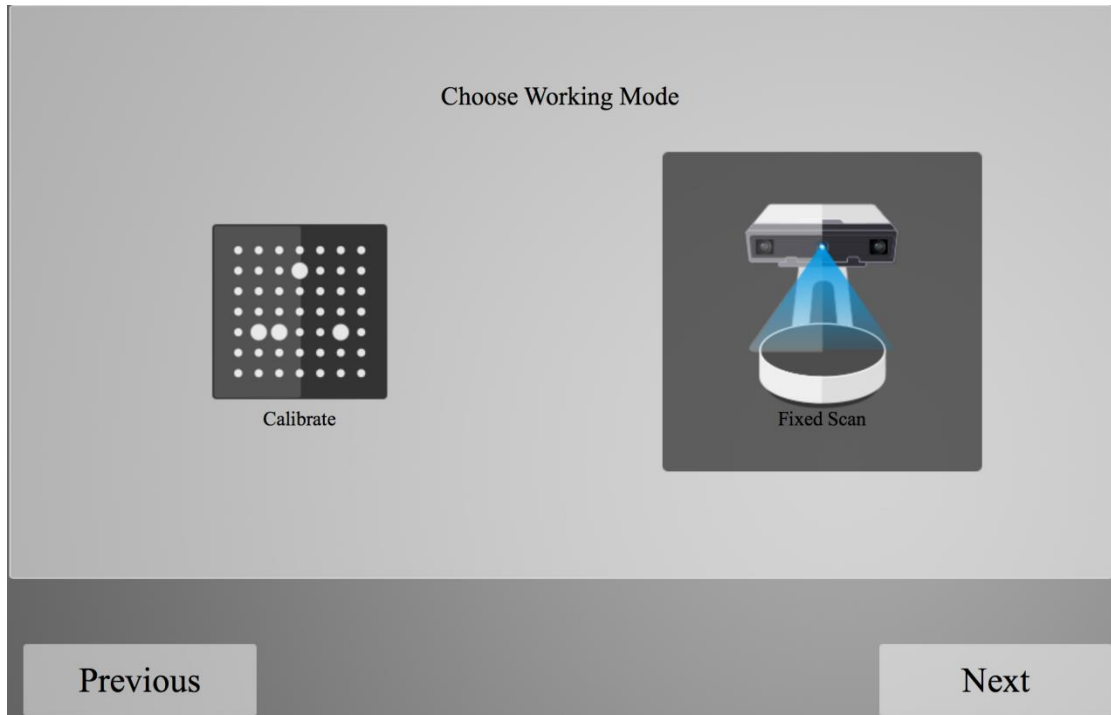 Choose Working Mode
Calibrate
Fixed Scan
Previous
Next